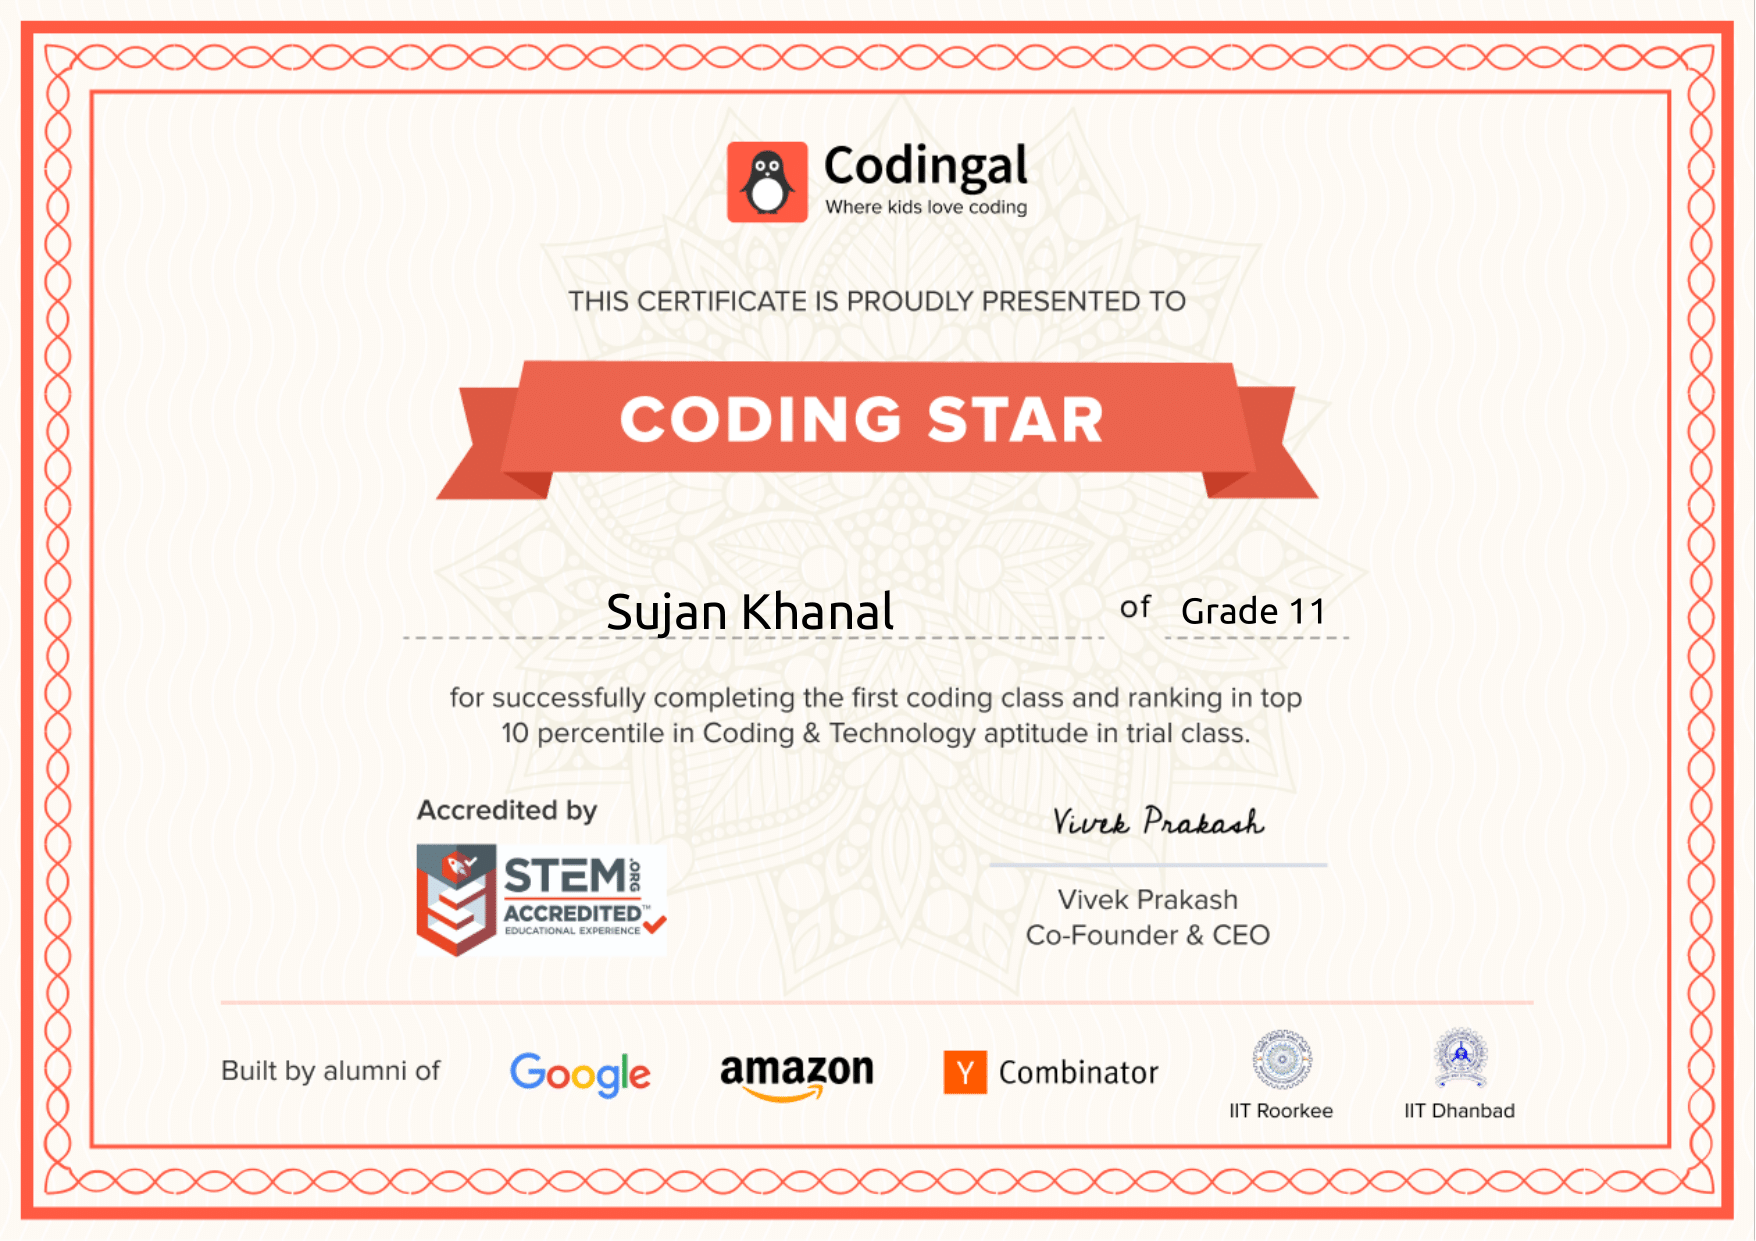 Codingal
Where kids love coding
THIS CERTIFICATE IS PROUDLY PRESENTED TO
CODING STAR
Sujan Khanal of Grade 11
for successfully completing the first coding class and ranking in top
10 percentile in Coding & Technology aptitude in trial class.
Accredited by
STEM.ORG
ACCREDITED™
EDUCATIONAL EXPERIENCE
Vivek Prakash
Vivek Prakash
Co-Founder & CEO
Built by alumni of Google amazon Y Combinator
IIT Roorkee IIT Dhanbad